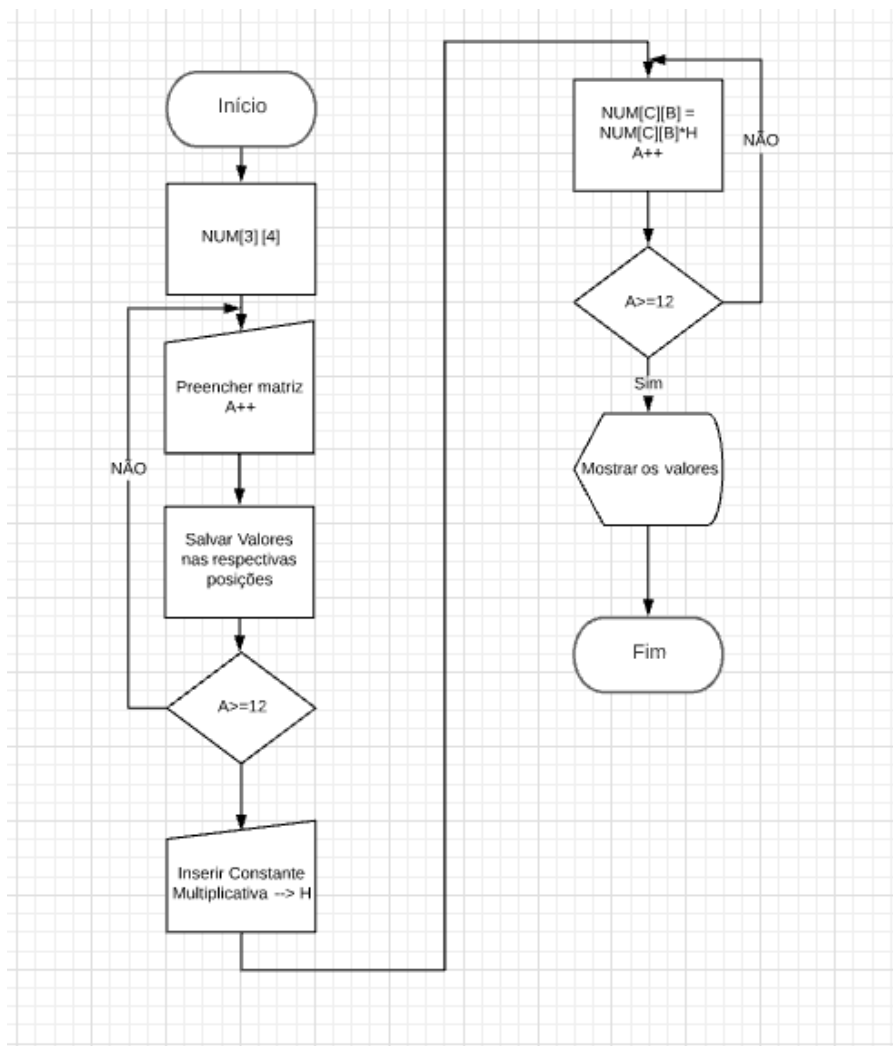 Início
NUM[3] [4]
Preencher matriz
A++
NÃO
Salvar Valores
nas respectivas
posições
A>=12
Inserir Constante
Multiplicativa --> H
NUM[C][B] =
NUM[C][B]*H
A++
NÃO
A>=12
Sim
Mostrar os valores
Fim